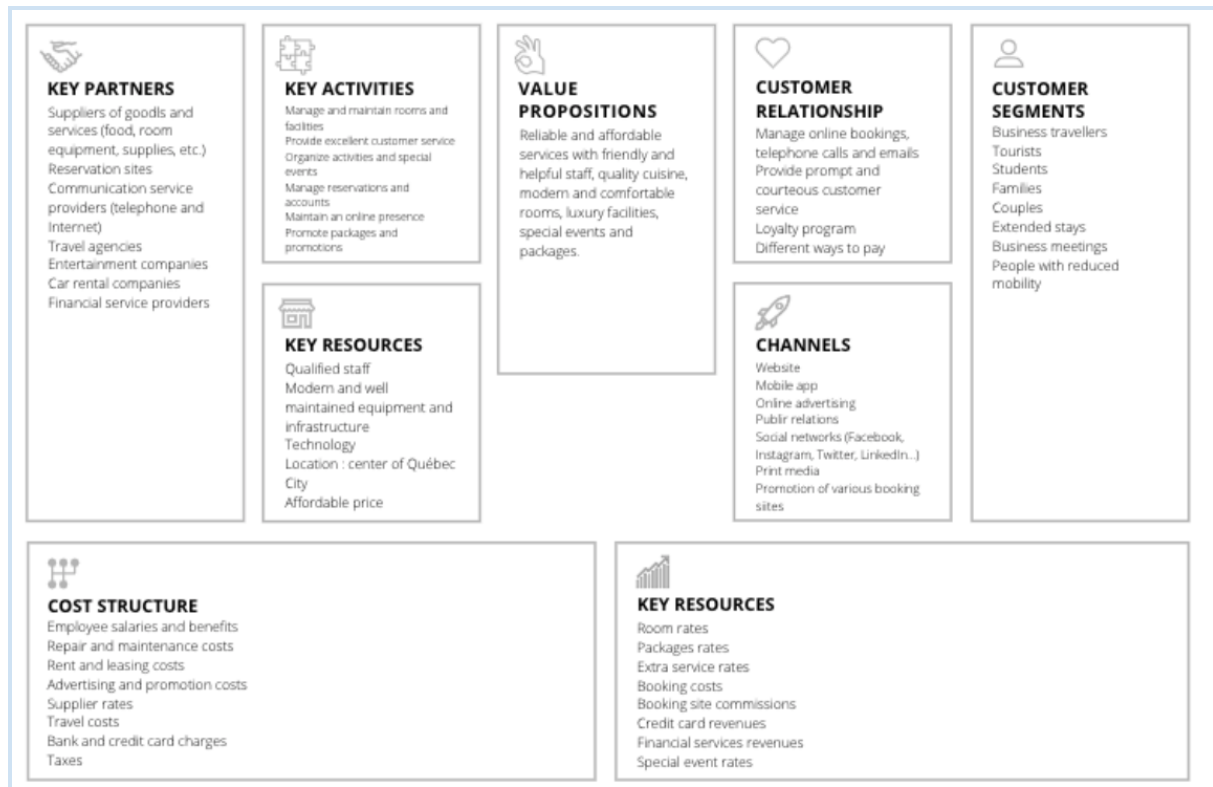 KEY PARTNERS
Suppliers of goodls and
services (food, room
equipment, supplies, etc.)
Reservation sites
Communication service
providers (telephone and
Internet)
Travel agencies
Entertainment companies
Car rental companies
Financial service providers
KEY ACTIVITIES
Manage and maintain rooms and
facilities
Provide excellent customer service
Organize activities and special
events
Manage reservations and
accounts
Maintain an online presence
Promote packages and
promotions
KEY RESOURCES
Qualified staff
Modern and well
maintained equipment and
infrastructure
Technology
Location : center of Québec
City
Affordable price
VALUE
PROPOSITIONS
Reliable and affordable
services with friendly and
helpful staff, quality cuisine,
modern and comfortable
rooms, luxury facilities,
special events and
packages.
CUSTOMER
RELATIONSHIP
Manage online bookings,
telephone calls and emails
Provide prompt and
courteous customer
service
Loyalty program
Different ways to pay
CHANNELS
Website
Mobile app
Online advertising
Publir relations
Social networks (Facebook,
Instagram, Twitter, LinkedIn...)
Print media
Promotion of various booking
siites
CUSTOMER
SEGMENTS
Business travellers
Tourists
Students
Families
Couples
Extended stays
Business meetings
People with reduced
mobility
COST STRUCTURE
Employee salaries and benefits
Repair and maintenance costs
Rent and leasing costs
Advertising and promotion costs
Supplier rates
Travel costs
Bank and credit card charges
Taxes
KEY RESOURCES
Room rates
Packages rates
Extra service rates
Booking costs
Booking site commissions
Credit card revenues
Financial services revenues
Special event rates